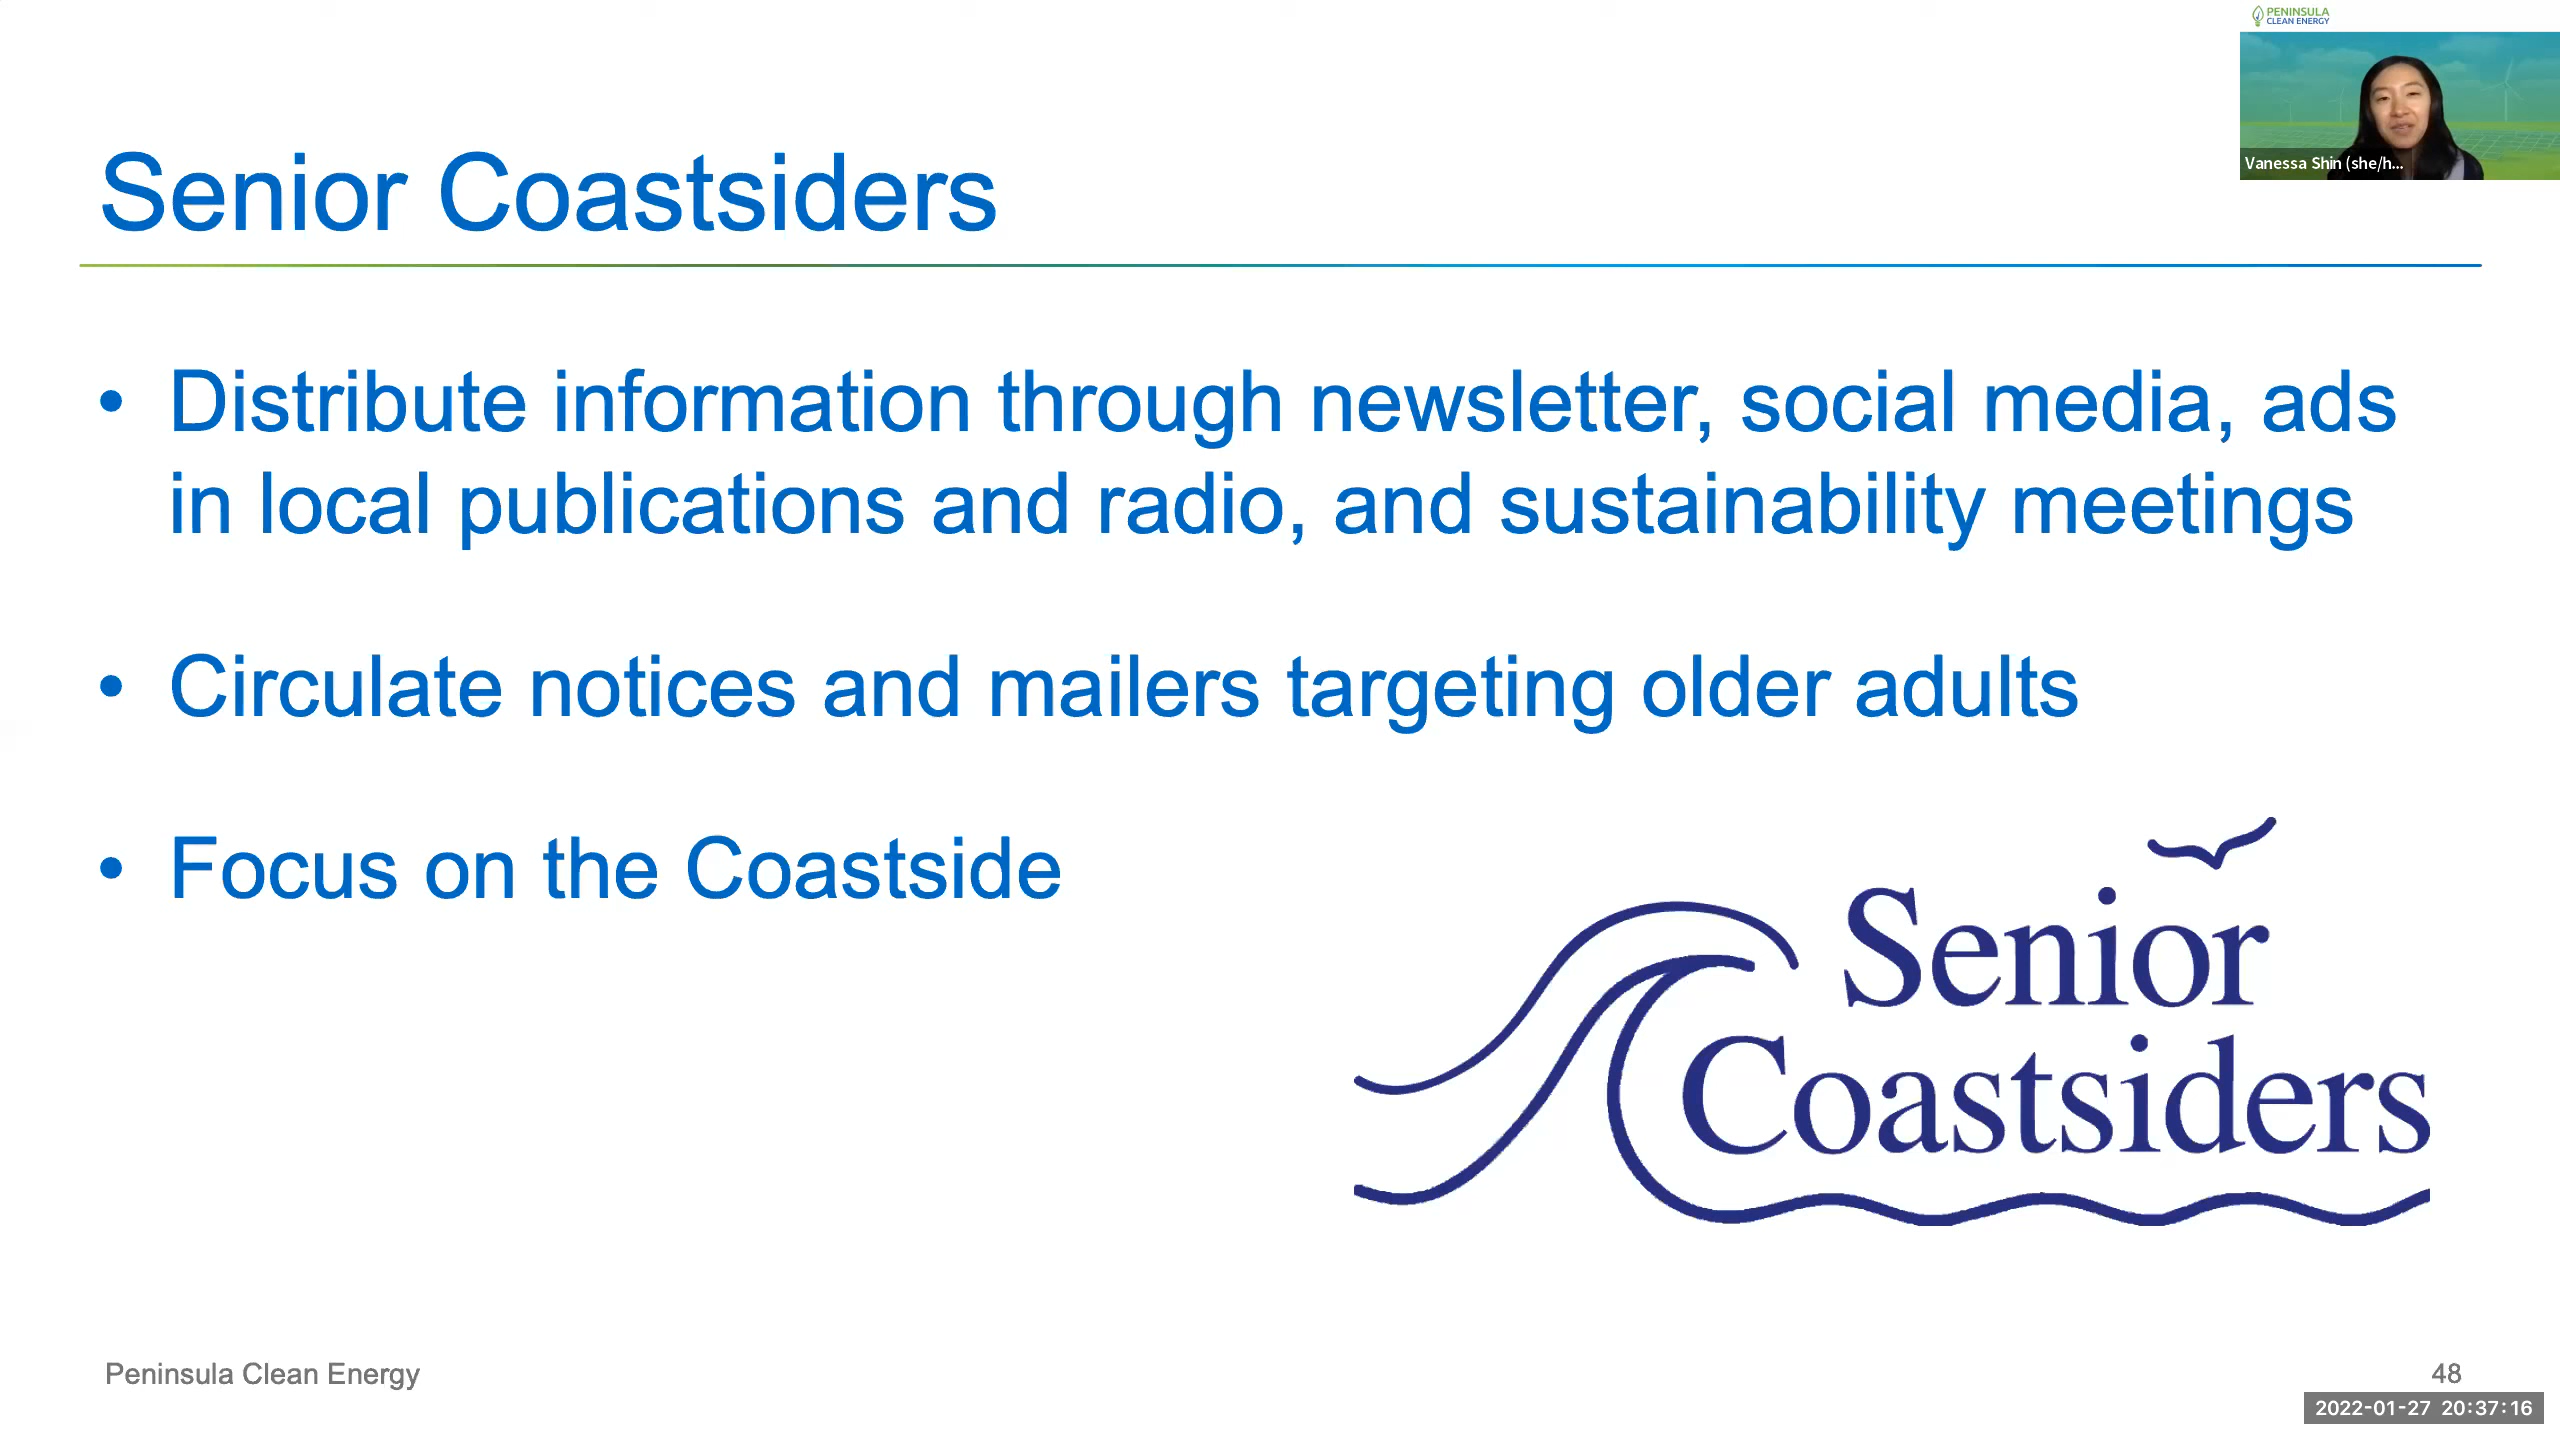 PENINSULA
CLEAN ENERGY
Vanessa Shin (she/h...
Senior Coastsiders
• Distribute information through newsletter, social media, ads
in local publications and radio, and sustainability meetings
• Circulate notices and mailers targeting older adults
• Focus on the Coastside
Senior
Coastsiders
Peninsula Clean Energy
48
2022-01-27 20:37:16